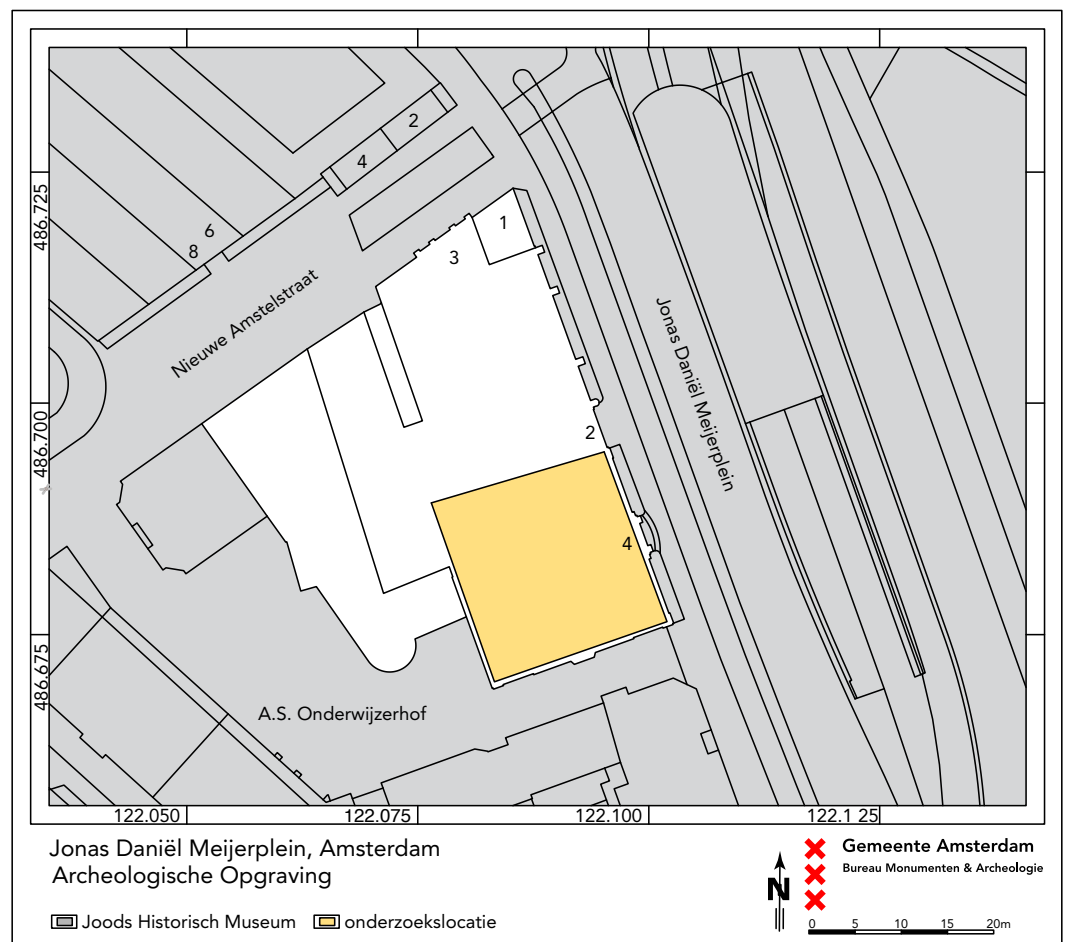 2
4
6
8
1
3
Nieuwe Amstelstraat
Jonas Daniël Meijerplein
2
4
A.S. Onderwijzerhof
486.725
486.700
486.675
122.050 122.075 122.100 122.1 25
Jonas Daniël Meijerplein, Amsterdam
Archeologische Opgraving
Joods Historisch Museum onderzoekslocatie
N
Gemeente Amsterdam
Bureau Monumenten & Archeologie
0 5 10 15 20m